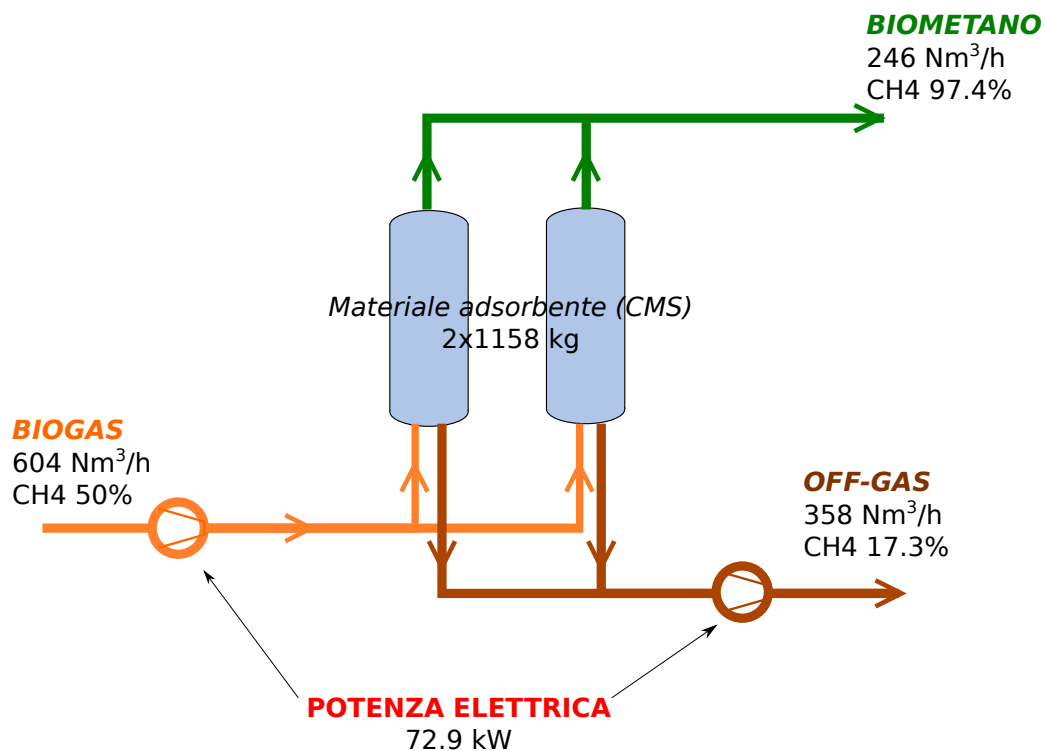 BIOMETANO
246 Nm³/h
CH4 97.4%
Materiale adsorbente (CMS)
2x1158 kg
BIOGAS
604 Nm³/h
CH4 50%
OFF-GAS
358 Nm³/h
CH4 17.3%
POTENZA ELETTRICA
72.9 kW